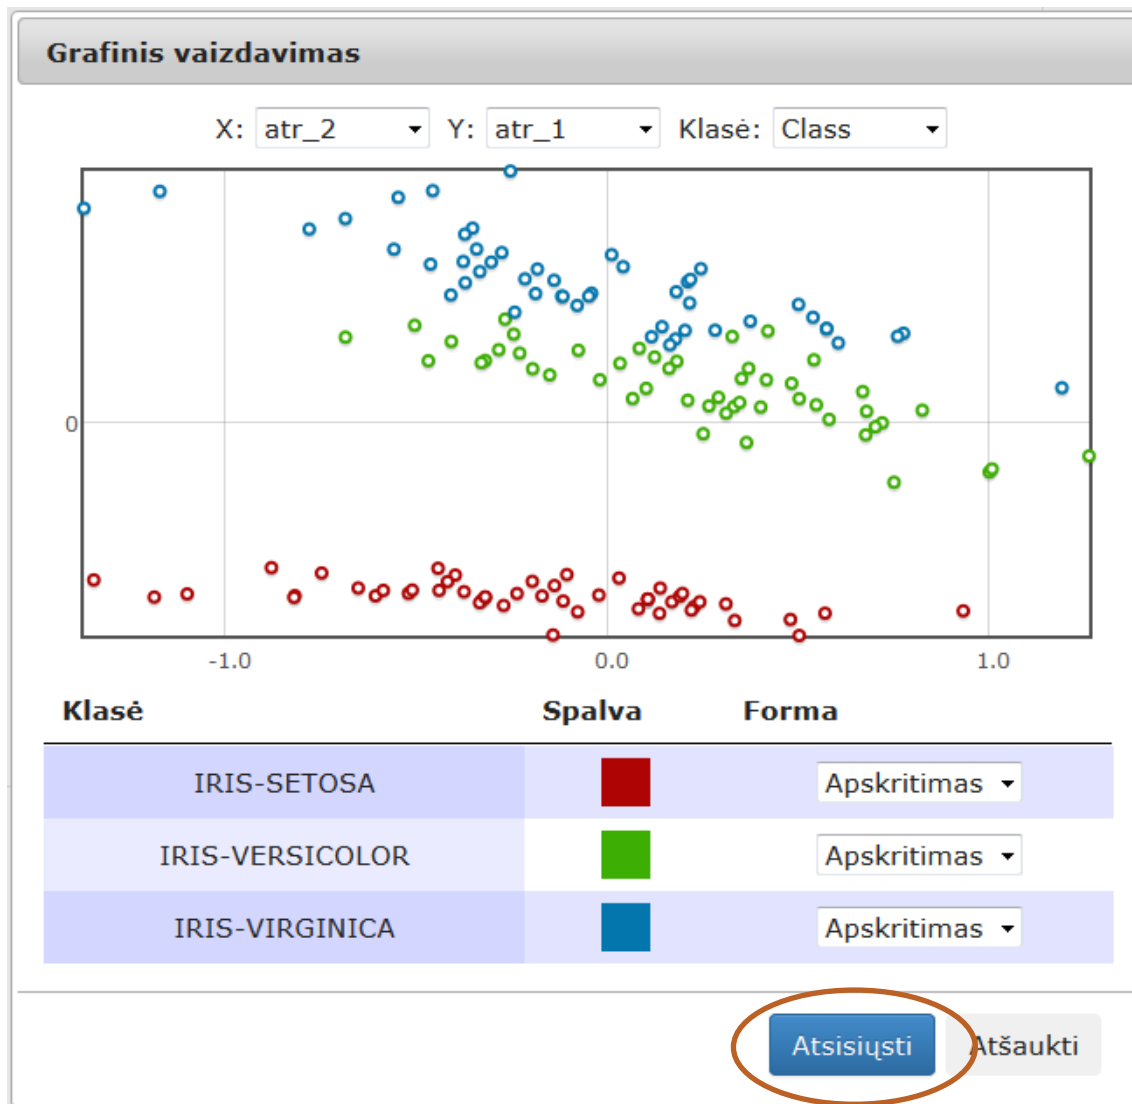 Grafinis vaizdavimas
X: atr_2 Y: atr_1 Klasė: Class
0
-1.0 0.0 1.0
Klasė Spalva Forma
IRIS-SETOSA Apskritimas
IRIS-VERSICOLOR Apskritimas
IRIS-VIRGINICA Apskritimas
Atsisiųsti Atšaukti